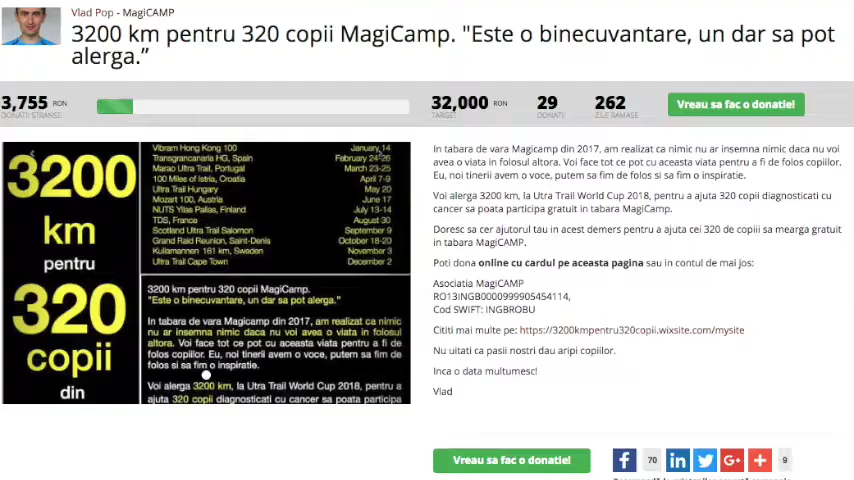 Vlad Pop - MagiCAMP
3200 km pentru 320 copii MagiCamp. "Este o binecuvantare, un dar sa pot
alerga.”
3,755 RON
DONATII STRANSE
32,000 RON
TARGET
29
DONATII
262
ZILE RAMASE
Vreau sa fac o donatie!
3200
km
pentru
320
copii
din
Vibram Hong Kong 100 January 14
Transgrancanaria HG, Spain February 24-26
Marao Ultra Trail, Portugal March 23-25
100 Miles of Istria, Croatia April 7-9
Ultra Trail Hungary May 20
Mozart 100, Austria June 17
NUTS Yllas Pallas, Finland July 13-14
TDS, France August 30
Scotland Ultra Trail Salomon September 9
Grand Raid Reunion, Saint-Denis October 18-20
Kullamannen 161 km, Sweden November 3
Ultra Trail Cape Town December 2
3200 km pentru 320 copii MagiCamp.
"Este o binecuvantare, un dar sa pot alerga."
In tabara de vara Magicamp din 2017, am realizat ca nimic
nu ar insemna nimic daca nu voi avea o viata in folosul
altora. Voi face tot ce pot cu aceasta viata pentru a fi de
folos copiilor. Eu, noi tinerii avem o voce, putem sa fim de
folos si sa fim o inspiratie.
Voi alerga 3200 km, la Utra Trail World Cup 2018, pentru a
ajuta 320 copii diagnosticati cu cancer sa poata participa
In tabara de vara Magicamp din 2017, am realizat ca nimic nu ar insemna nimic daca nu voi
avea o viata in folosul altora. Voi face tot ce pot cu aceasta viata pentru a fi de folos copiilor.
Eu, noi tinerii avem o voce, putem sa fim de folos si sa fim o inspiratie.
Voi alerga 3200 km, la Utra Trail World Cup 2018, pentru a ajuta 320 copii diagnosticati cu
cancer sa poata participa gratuit in tabara MagiCamp.
Doresc sa cer ajutorul tau in acest demers pentru a ajuta cei 320 de copiii sa mearga gratuit
in tabara MagiCAMP.
Poti dona online cu cardul pe aceasta pagina sau in contul de mai jos:
Asociatia MagiCAMP
RO13INGB0000999905454114,
Cod SWIFT: INGBROBU
Cititi mai multe pe: https://3200kmpentru320copii.wixsite.com/mysite
Nu uitati ca pasii nostri dau aripi copiilor.
Inca o data multumesc!
Vlad
Vreau sa fac o donatie!
f 70 in G+ + 9